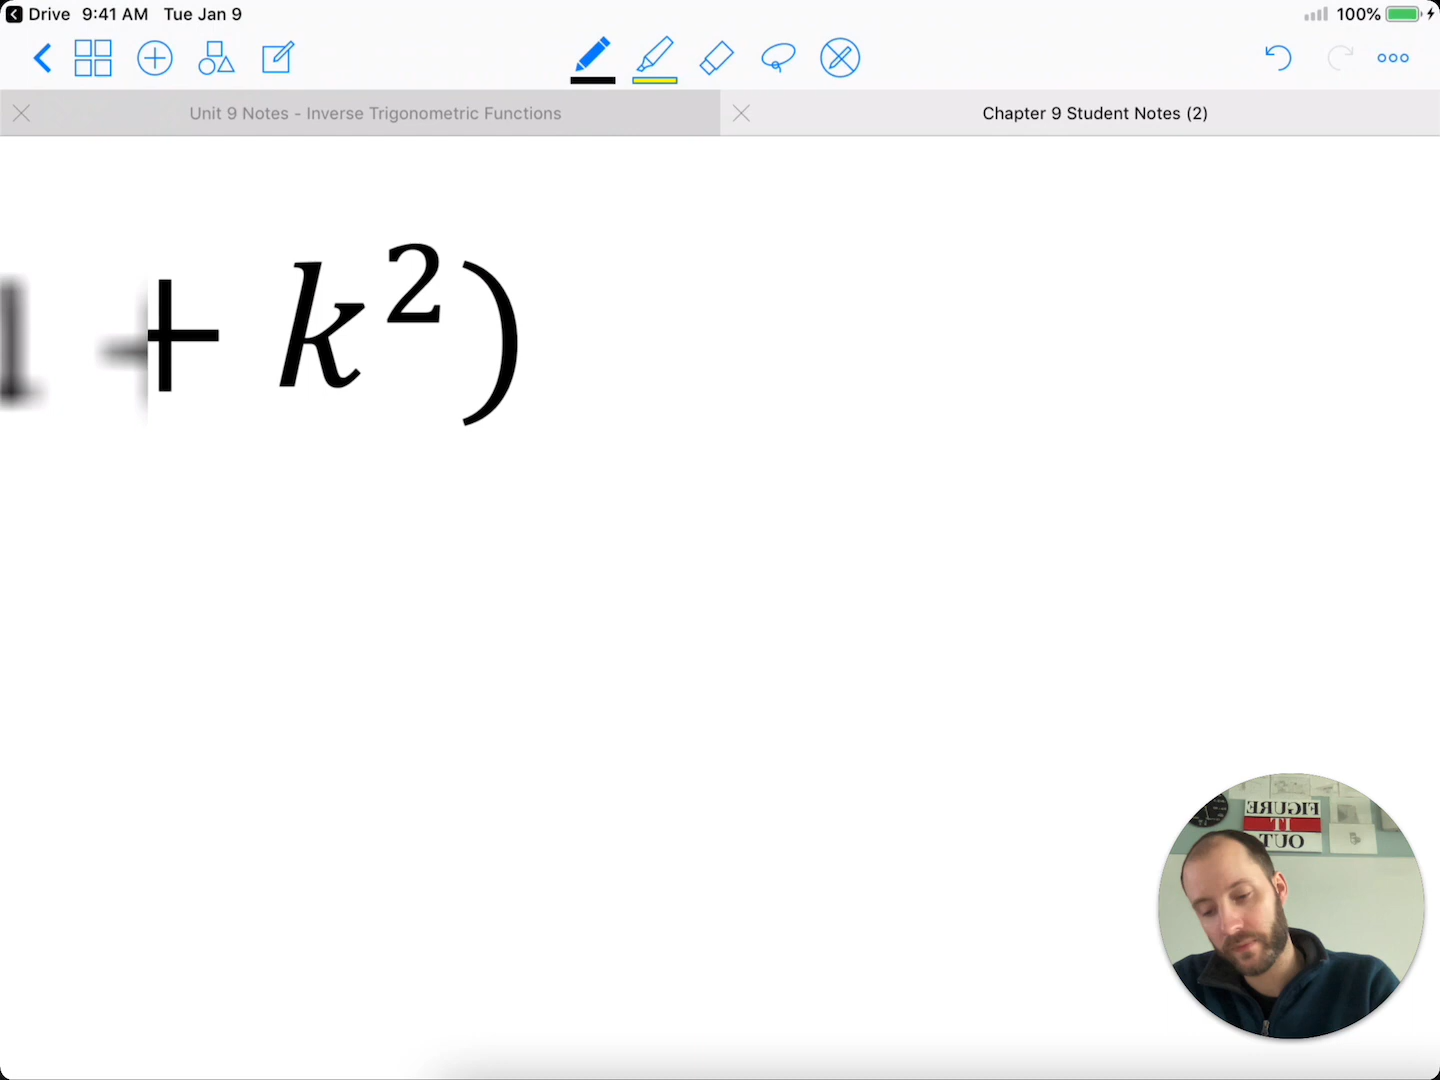 Drive 9:41 AM Tue Jan 9 100%
Unit 9 Notes - Inverse Trigonometric Functions
Chapter 9 Student Notes (2)
1 + k²)
FIGURE
IT
OUT